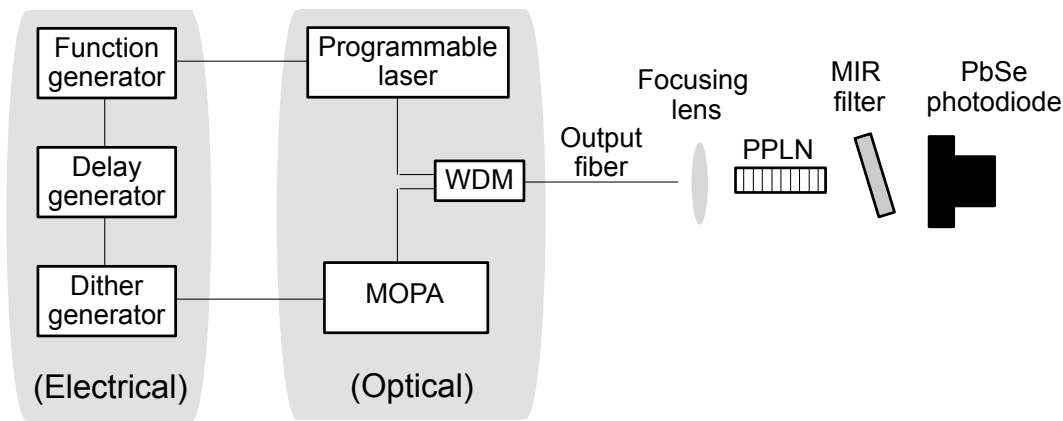 Function
generator
Programmable
laser
Delay
generator
WDM
Dither
generator
MOPA
(Electrical)
(Optical)
Output
fiber
Focusing
lens
PPLN
MIR
filter
PbSe
photodiode